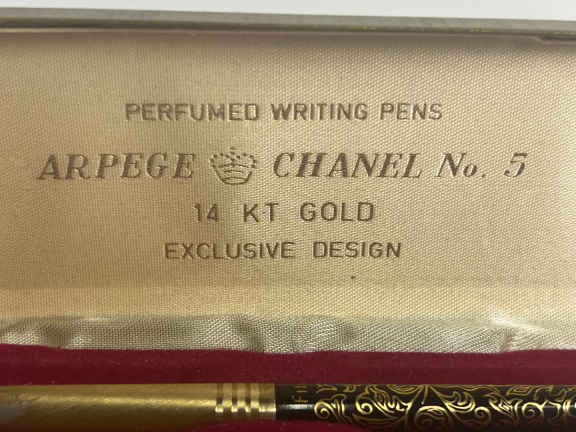 PERFUMED WRITING PENS
ARPEGE CHANEL No. 5
14 KT GOLD
EXCLUSIVE DESIGN